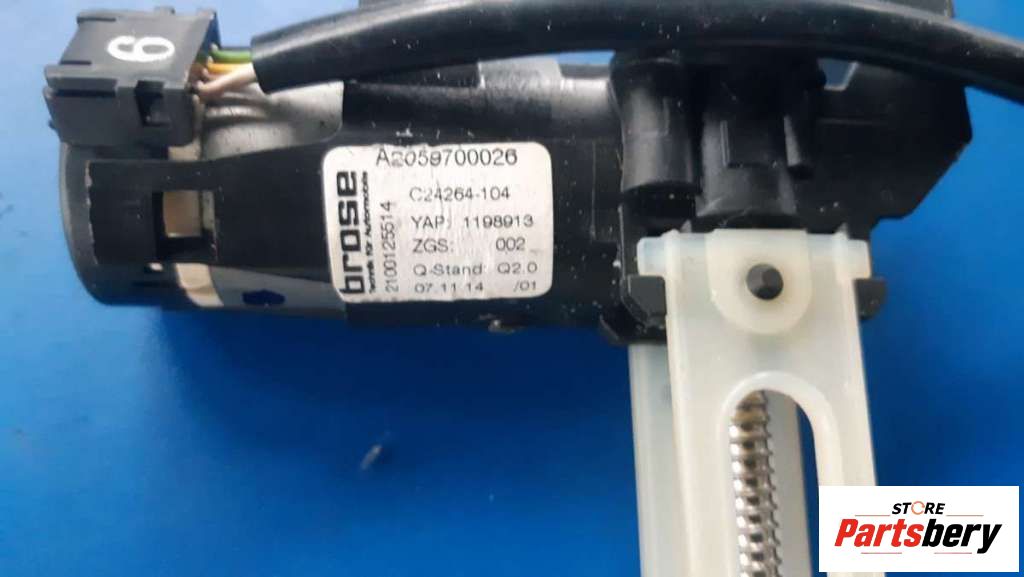 6
A2059700026
C24264-104
YAP: 1198913
ZGS: 002
Q-Stand: Q2.0
07.11.14 /01
brose
Technik für Automobile
2100125514
STORE
Partsbery